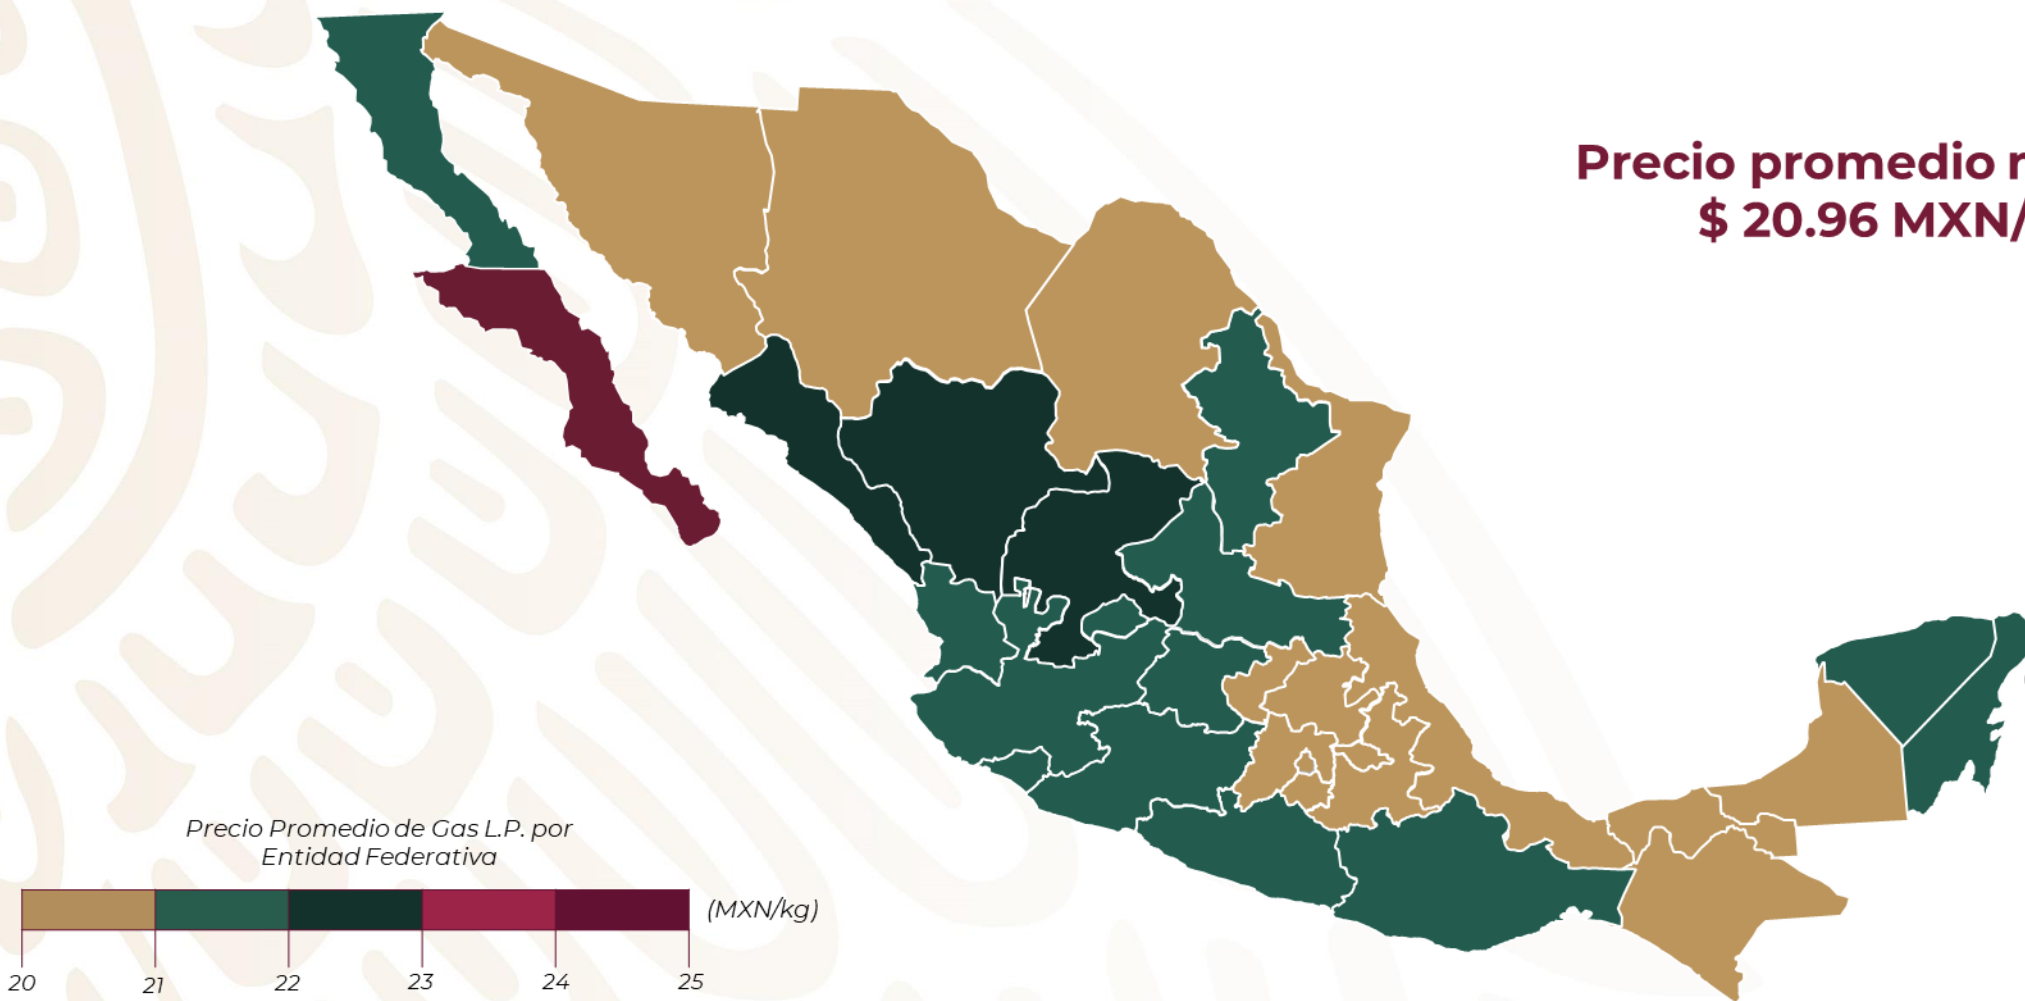 Precio promedio
$ 20.96 MXN/
Precio Promedio de Gas L.P. por
Entidad Federativa
(MXN/kg)
20 21 22 23 24 25